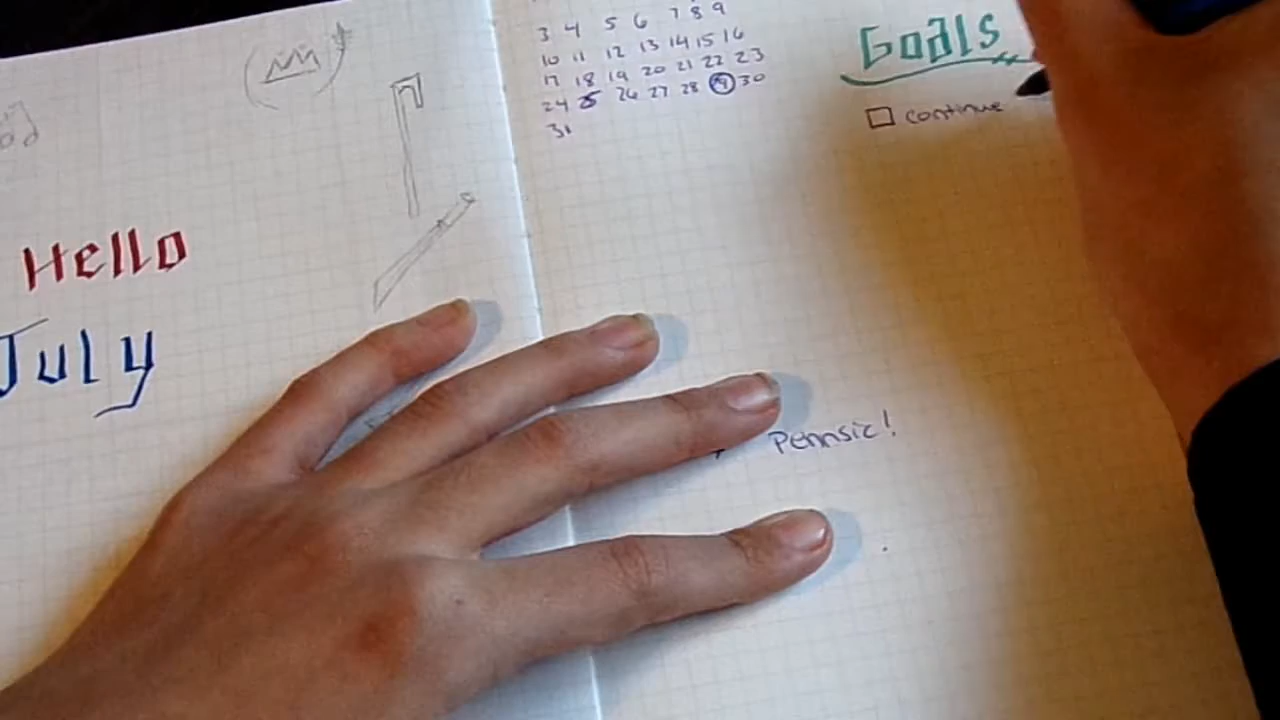 Hello
July
3 4 5 6 7 8 9
10 11 12 13 14 15 16
17 18 19 20 21 22 23
24 25 26 27 28 29 30
31
Pennsic!
Goals
continue